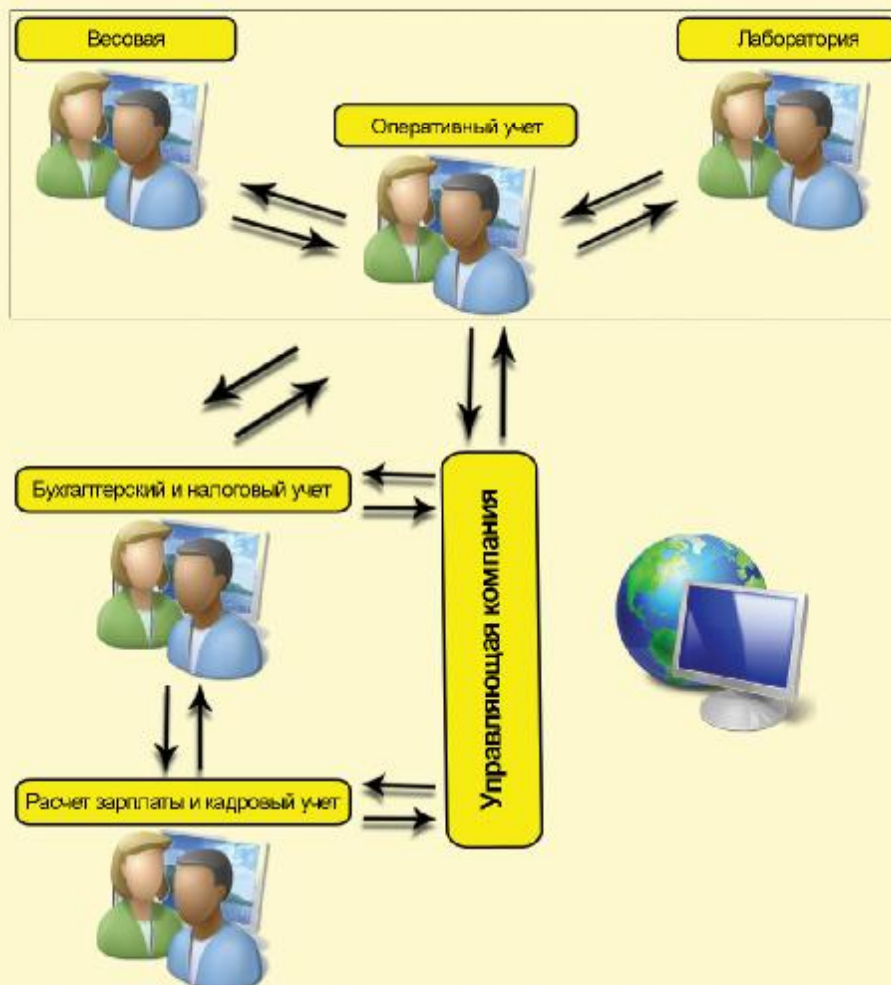 Весовая
Лаборатория
Оперативный учет
Бухгалтерский и налоговый учет
Управляющая компания
Расчет зарплаты и кадровый учет